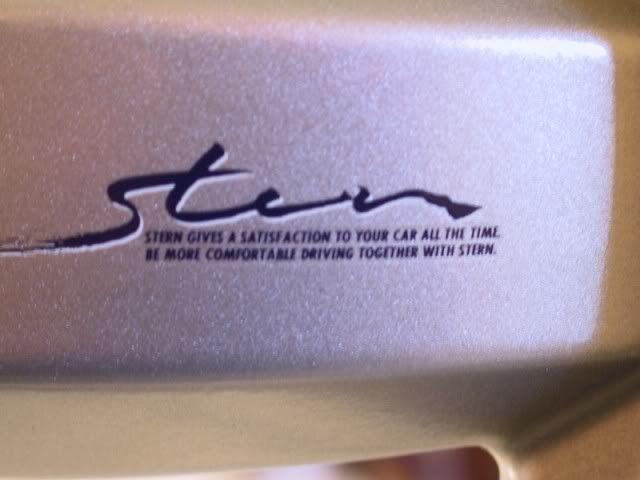 Stern
STERN GIVES A SATISFACTION TO YOUR CAR ALL THE TIME.
BE MORE COMFORTABLE DRIVING TOGETHER WITH STERN.